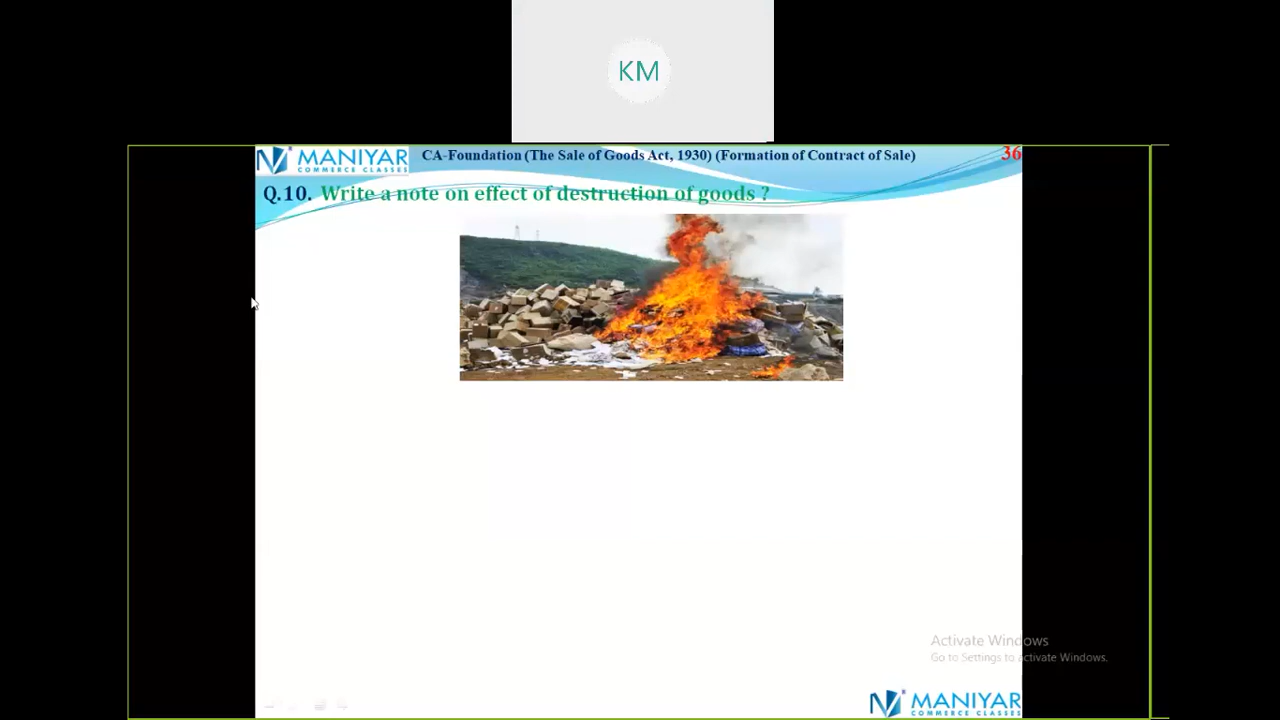 KM
MANIYAR
COMMERCE CLASSES
CA-Foundation (The Sale of Goods Act, 1930) (Formation of Contract of Sale)
36
Q.10. Write a note on effect of destruction of goods ?
Activate Windows
Go to Settings to activate Windows.
MANIYAR
COMMERCE CLASSES